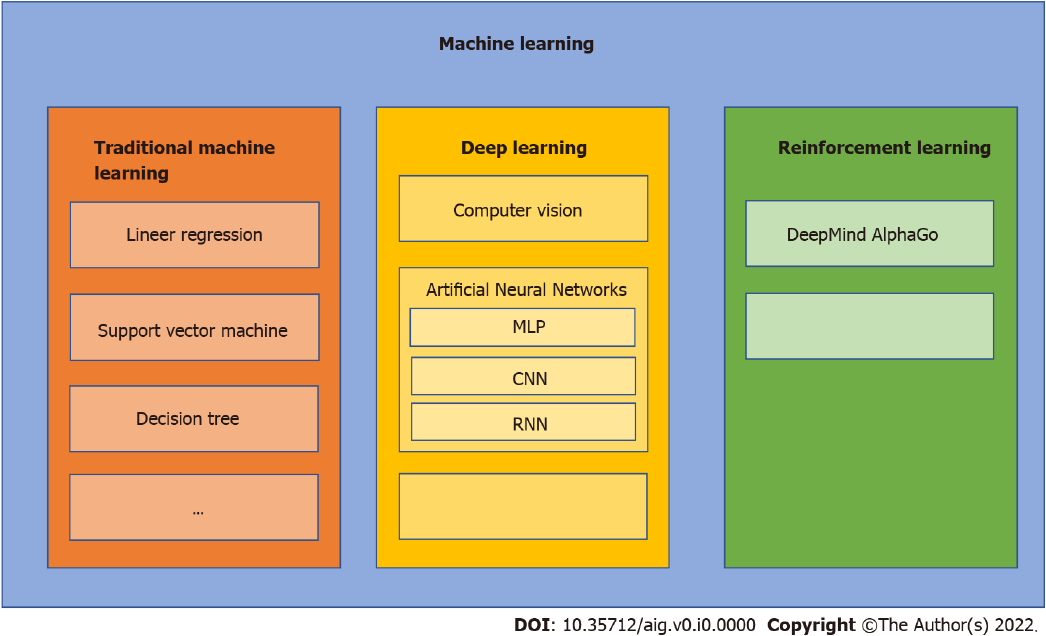 Machine learning
Traditional machine
learning
Lineer regression
Support vector machine
Decision tree
...
Deep learning
Computer vision
Artificial Neural Networks
MLP
CNN
RNN
Reinforcement learning
DeepMind AlphaGo
DOI: 10.35712/aig.v0.i0.0000 Copyright ©The Author(s) 2022.